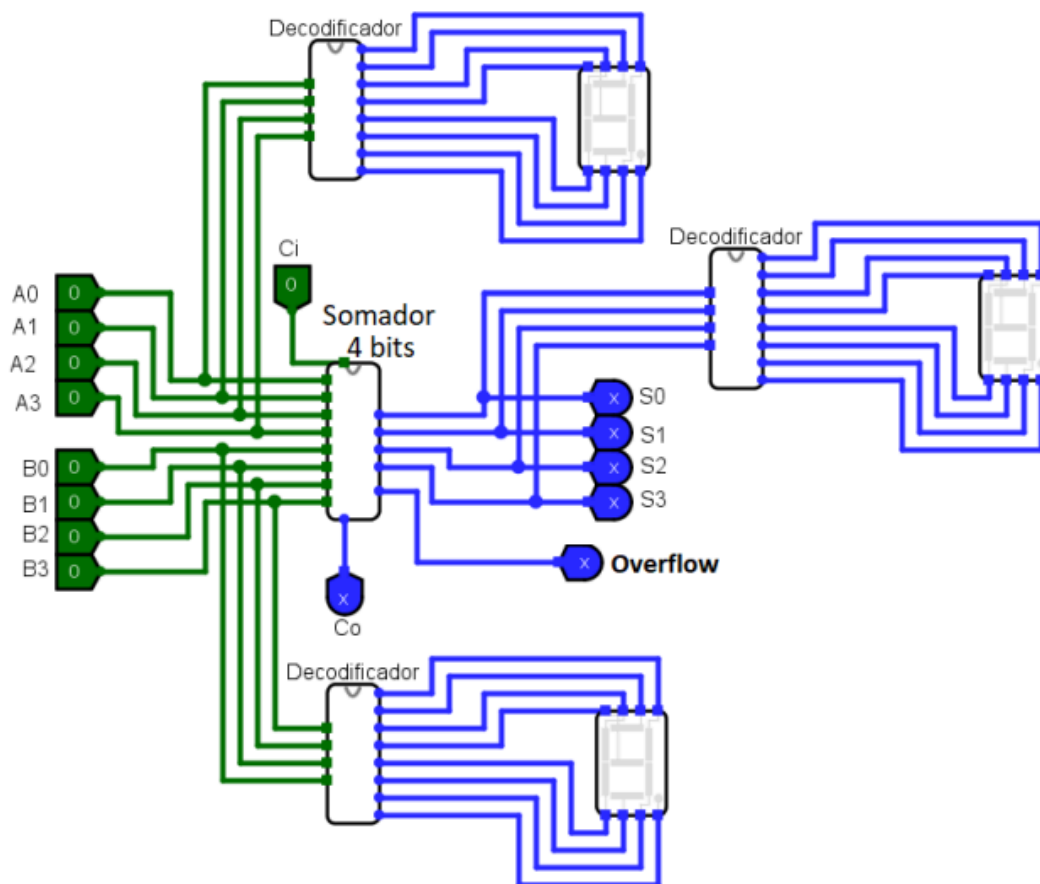 Decodificador
Decodificador
Ci
0
Somador
4 bits
A0 0
A1 0
A2 0
A3 0
B0 0
B1 0
B2 0
B3 0
x S0
x S1
x S2
x S3
x Overflow
x
Co
Decodificador